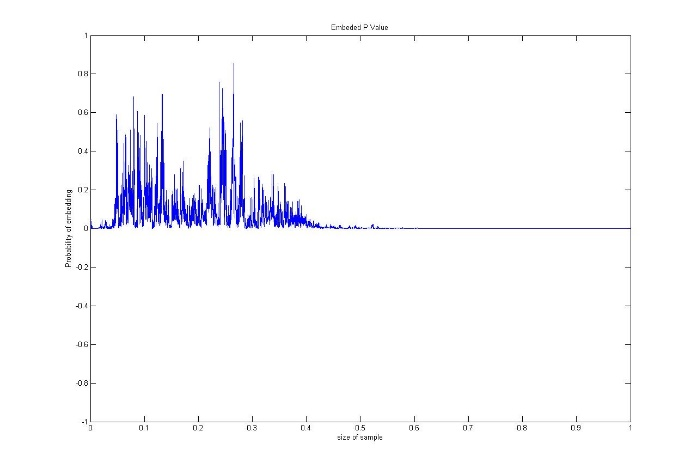 Embeded P Value
1
0.8
0.6
0.4
0.2
0
-0.2
-0.4
-0.6
-0.8
-1
Probability of embedding
0 0.1 0.2 0.3 0.4 0.5 0.6 0.7 0.8 0.9 1
size of sample